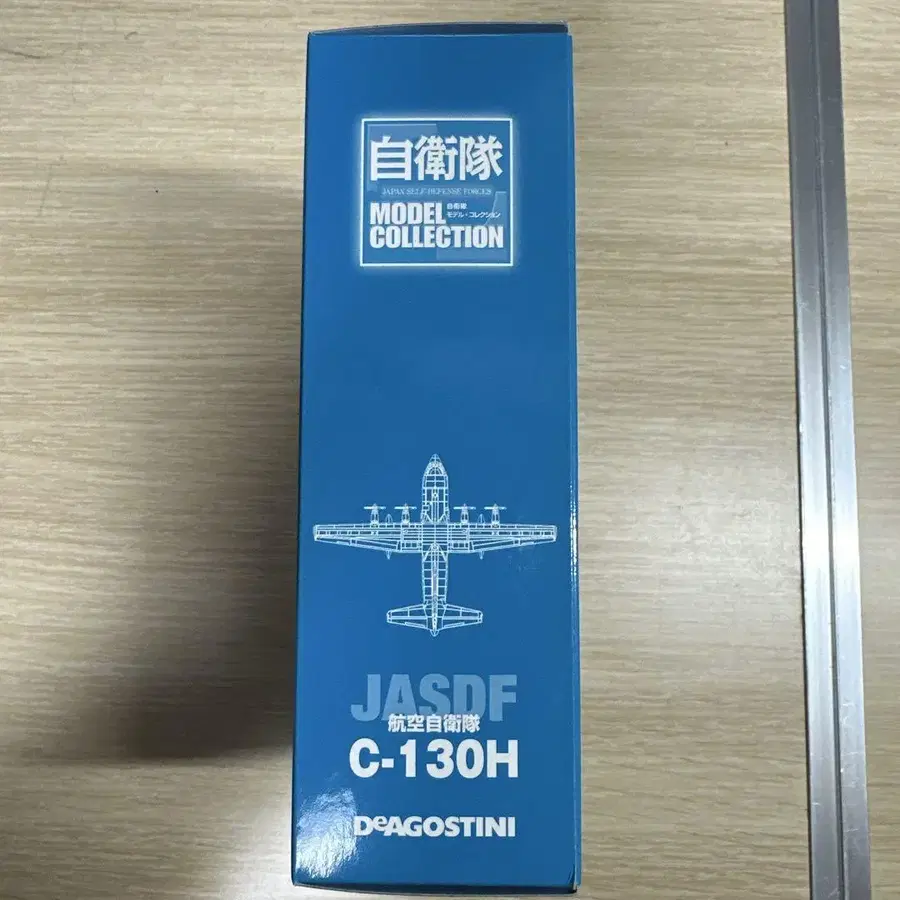 自衛隊
JAPAN SELF-DEFENSE FORCES
MODEL
COLLECTION
自衛隊
モデル・コレクション
JASDF
航空自衛隊
C-130H
DeAGOSTINI